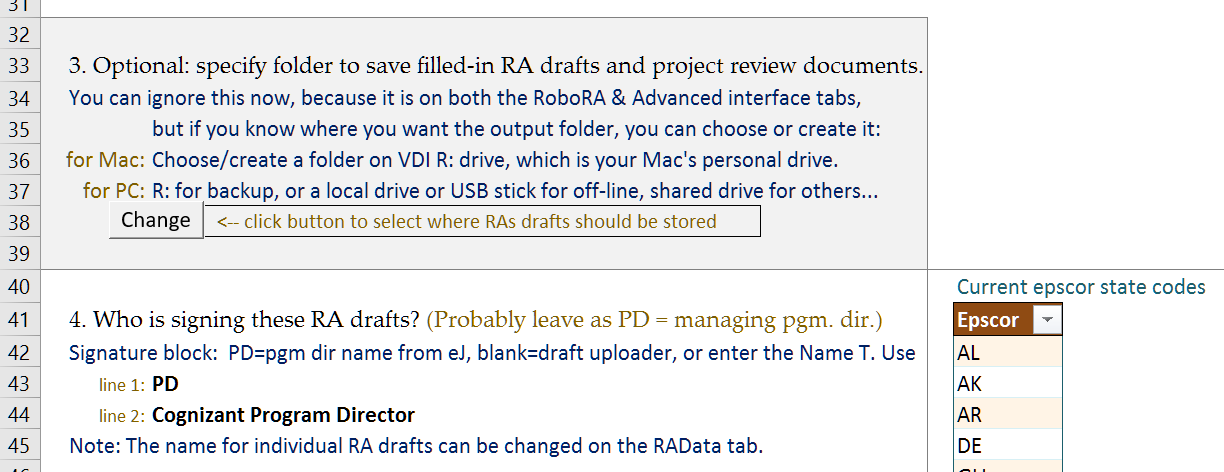 31
32
33 3. Optional: specify folder to save filled-in RA drafts and project review documents.
34 You can ignore this now, because it is on both the RoboRA & Advanced interface tabs,
35 but if you know where you want the output folder, you can choose or create it:
36 for Mac: Choose/create a folder on VDI R: drive, which is your Mac's personal drive.
37 for PC: R: for backup, or a local drive or USB stick for off-line, shared drive for others...
38 Change <-- click button to select where RAs drafts should be stored
39
40 Current epscor state codes
41 4. Who is signing these RA drafts? (Probably leave as PD = managing pgm. dir.) Epscor
42 Signature block: PD=pgm dir name from eJ, blank=draft uploader, or enter the Name T. Use AL
43 line 1: PD AK
44 line 2: Cognizant Program Director AR
45 Note: The name for individual RA drafts can be changed on the RAData tab. DE